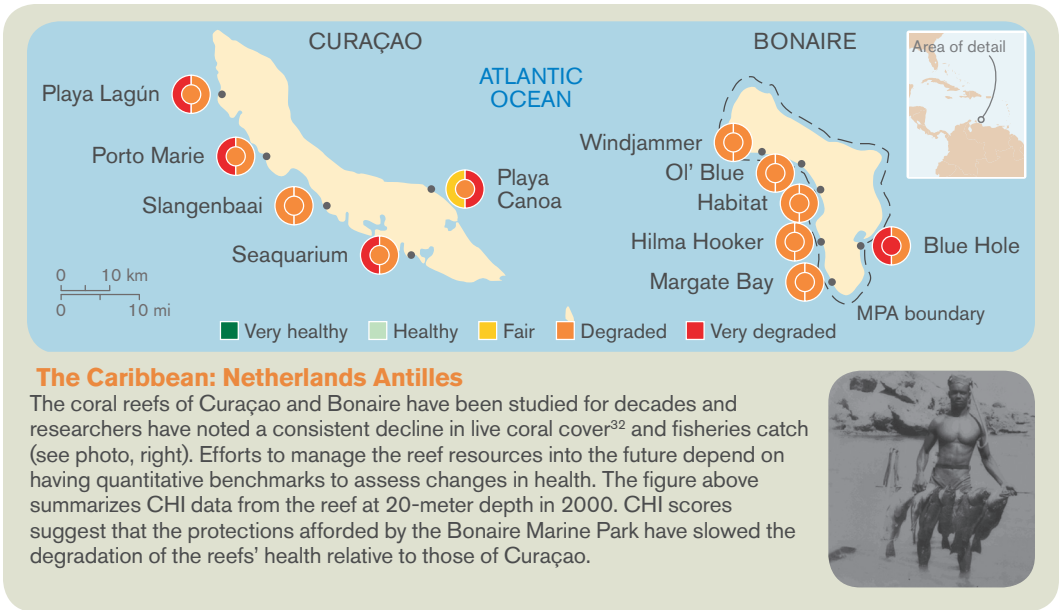 CURAÇAO
BONAIRE
Area of detail
ATLANTIC
OCEAN
Playa Lagún
Porto Marie
Slangenbaai
Seaquarium
Playa
Canoa
Windjammer
Ol’ Blue
Habitat
Hilma Hooker
Margate Bay
Blue Hole
MPA boundary
0 10 km
0 10 mi
Very healthy Healthy Fair Degraded Very degraded
The Caribbean: Netherlands Antilles
The coral reefs of Curaçao and Bonaire have been studied for decades and
researchers have noted a consistent decline in live coral cover³² and fisheries catch
(see photo, right). Efforts to manage the reef resources into the future depend on
having quantitative benchmarks to assess changes in health. The figure above
summarizes CHI data from the reef at 20-meter depth in 2000. CHI scores
suggest that the protections afforded by the Bonaire Marine Park have slowed the
degradation of the reefs’ health relative to those of Curaçao.